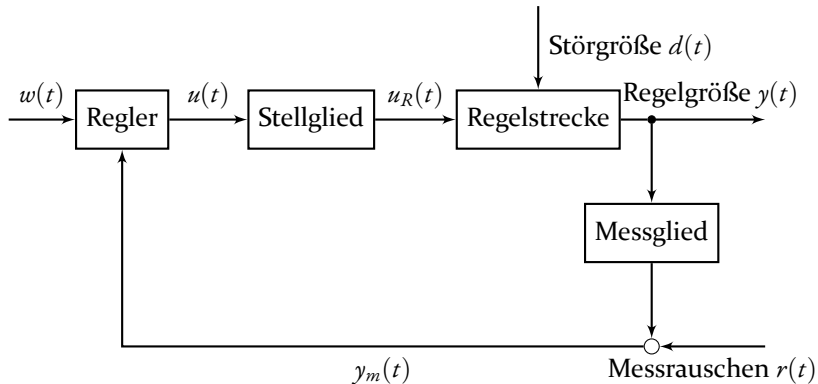 Störgröße d(t)
w(t)
Regler
u(t)
Stellglied
u_R(t)
Regelstrecke
Regelgröße y(t)
Messglied
y_m(t)
Messrauschen r(t)